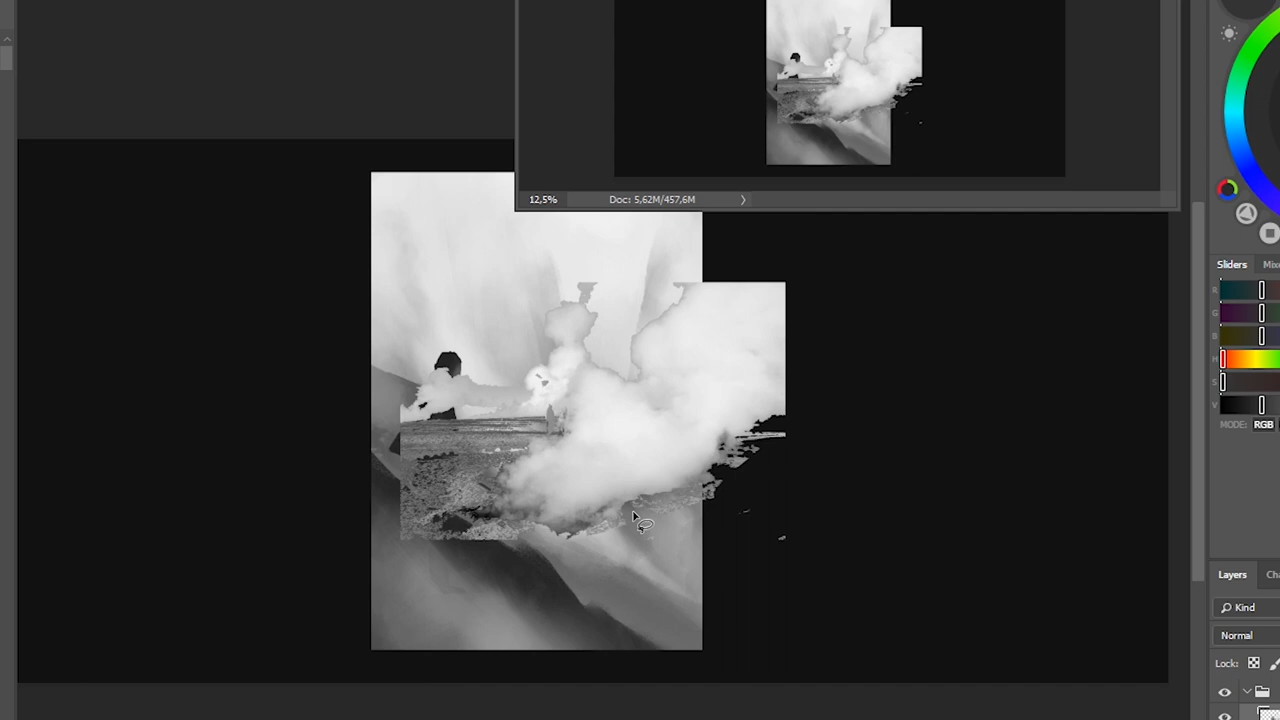 12,5%
Doc: 5,62M/457,6M
Sliders
R
G
B
H
S
V
MODE: RGB
Layers
Kind
Normal
Lock: